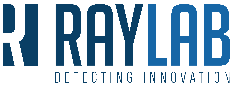 RAYLAB
DETECTING INNOVATION